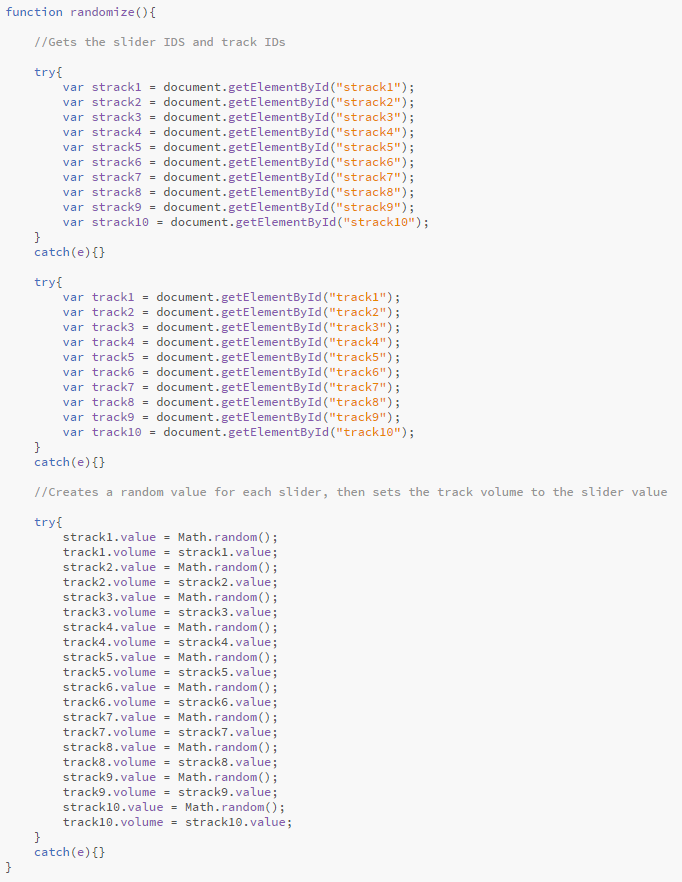 function randomize(){
//Gets the slider IDS and track IDs
try{
var strack1 = document.getElementById("strack1");
var strack2 = document.getElementById("strack2");
var strack3 = document.getElementById("strack3");
var strack4 = document.getElementById("strack4");
var strack5 = document.getElementById("strack5");
var strack6 = document.getElementById("strack6");
var strack7 = document.getElementById("strack7");
var strack8 = document.getElementById("strack8");
var strack9 = document.getElementById("strack9");
var strack10 = document.getElementById("strack10");
}
catch(e){}
try{
var track1 = document.getElementById("track1");
var track2 = document.getElementById("track2");
var track3 = document.getElementById("track3");
var track4 = document.getElementById("track4");
var track5 = document.getElementById("track5");
var track6 = document.getElementById("track6");
var track7 = document.getElementById("track7");
var track8 = document.getElementById("track8");
var track9 = document.getElementById("track9");
var track10 = document.getElementById("track10");
}
catch(e){}
//Creates a random value for each slider, then sets the track volume to the slider value
try{
strack1.value = Math.random();
track1.volume = strack1.value;
strack2.value = Math.random();
track2.volume = strack2.value;
strack3.value = Math.random();
track3.volume = strack3.value;
strack4.value = Math.random();
track4.volume = strack4.value;
strack5.value = Math.random();
track5.volume = strack5.value;
strack6.value = Math.random();
track6.volume = strack6.value;
strack7.value = Math.random();
track7.volume = strack7.value;
strack8.value = Math.random();
track8.volume = strack8.value;
strack9.value = Math.random();
track9.volume = strack9.value;
strack10.value = Math.random();
track10.volume = strack10.value;
}
catch(e){}
}